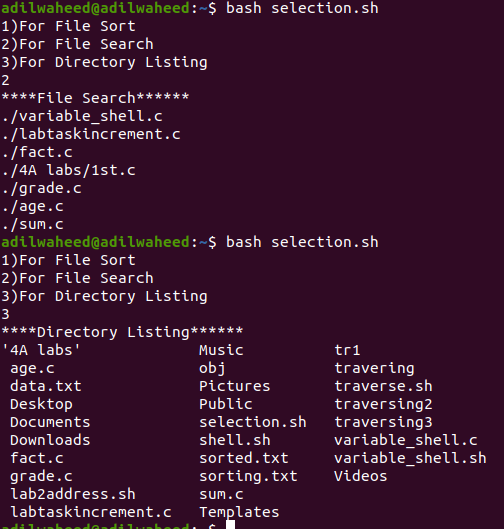 adilwaheed@adilwaheed:~$ bash selection.sh
1)For File Sort
2)For File Search
3)For Directory Listing
2
****File Search******
./variable_shell.c
./labtaskincrement.c
./fact.c
./4A labs/1st.c
./grade.c
./age.c
./sum.c
adilwaheed@adilwaheed:~$ bash selection.sh
1)For File Sort
2)For File Search
3)For Directory Listing
3
****Directory Listing******
'4A labs' Music tr1
age.c obj travering
data.txt Pictures traverse.sh
Desktop Public traversing2
Documents selection.sh traversing3
Downloads shell.sh variable_shell.c
fact.c sorted.txt variable_shell.sh
grade.c sorting.txt Videos
lab2address.sh sum.c
labtaskincrement.c Templates
adilwaheed@adilwaheed:~$